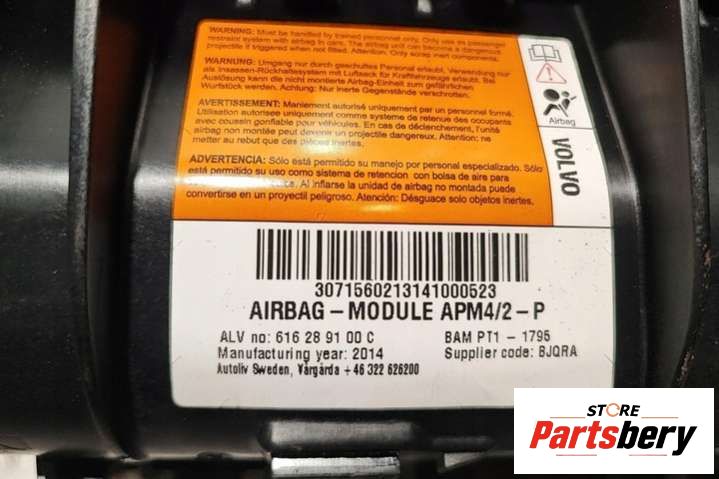 WARNING: Must be handled by trained personnel only. Only use as passenger
restraint system with airbag in cars. The airbag unit can become a dangerous
projectile if triggered when not fitted. Attention: Only scrap inert components.
WARNUNG: Umgang nur durch geschultes Personal erlaubt. Verwendung nur
als Insassen-Rückhaltesystem mit Luftsack für Kraftfahrzeuge erlaubt. Bei
Auslösung kann die nicht montierte Airbag-Einheit zum gefährlichen
Wurfstück werden. Achtung: Nur inerte Gegenstände verschrotten.
AVERTISSEMENT: Maniement autorisé uniquement par un personnel formé.
Utilisation autorisée uniquement comme système de retenue des occupants
avec coussin gonflable pour véhicules. En cas de déclenchement, l'unité
airbag non montée peut devenir un projectile dangereux. Attention: ne
mettre au rebut que des pièces inertes.
ADVERTENCIA: Sólo está permitido su manejo por personal especializado. Sólo
está permitido su uso como sistema de retención con bolsa de aire para
Al inflarse la unidad de airbag no montada puede
convertirse en un proyectil peligroso. Atención: Desguace solo objetos inertes.
Airbag
VOLVO
3071560213141000523
AIRBAG - MODULE APM4/2 - P
ALV no: 616 28 91 00 C BAM PT1 - 1795
Manufacturing year: 2014 Supplier code: BJQRA
Autoliv Sweden, Vårgårda +46 322 626200
STORE
Partsbery